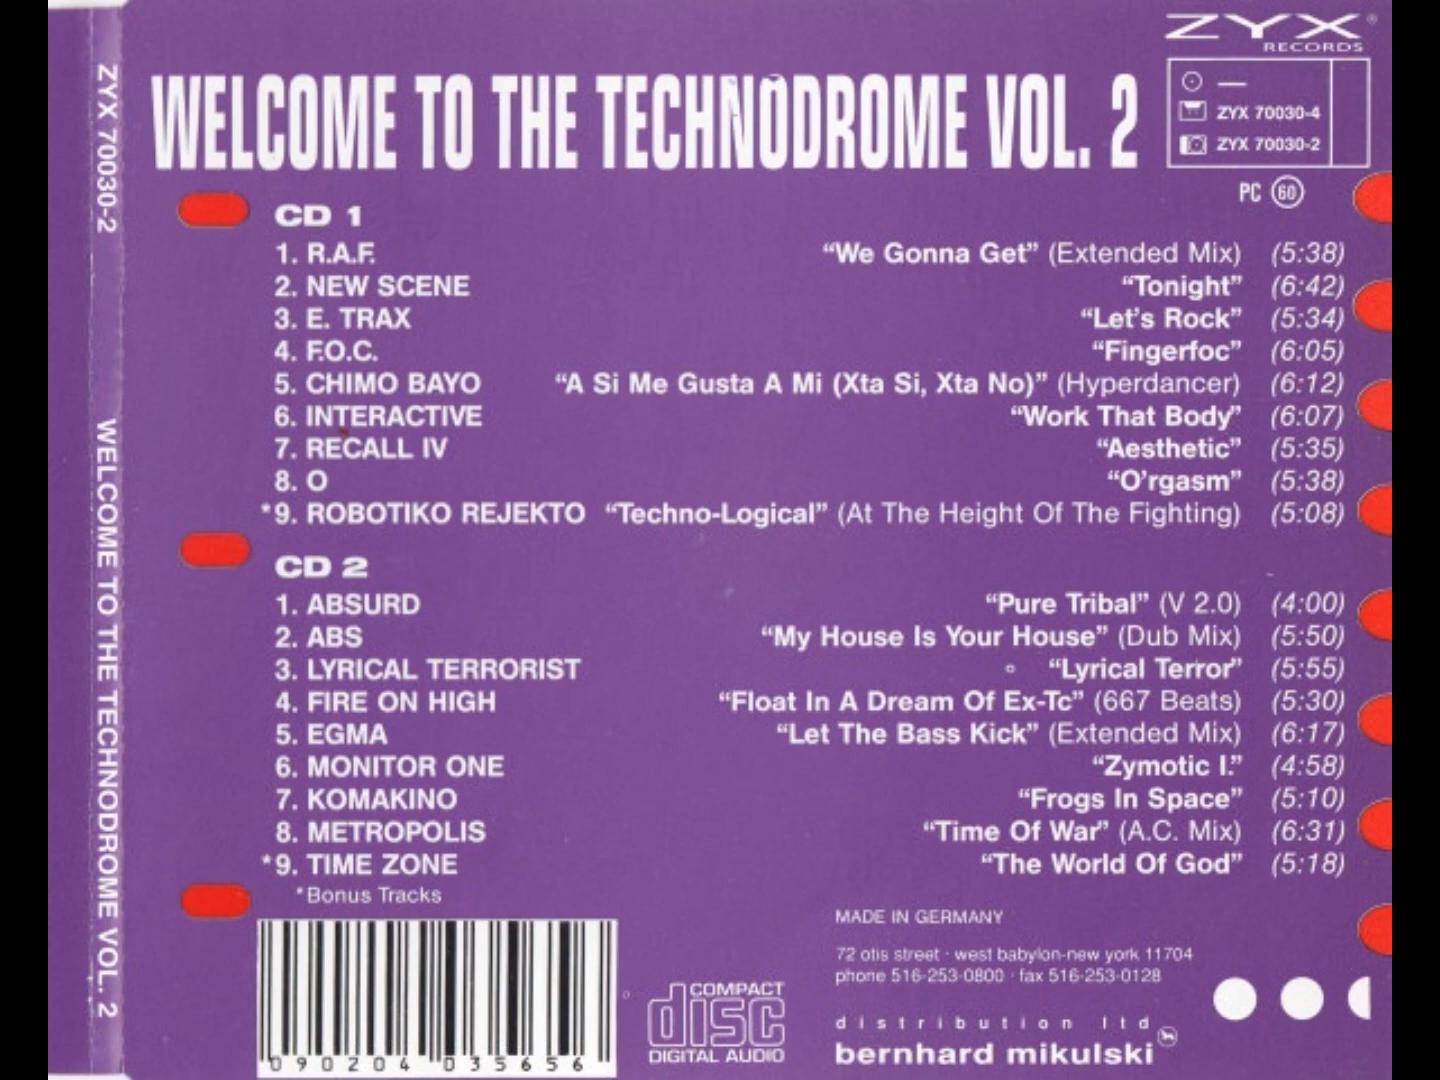 ZYX
RECORDS
ZYX 70030-2
WELCOME TO THE TECHNODROME VOL. 2
WELCOME TO THE TECHNODROME VOL. 2
—
ZYX 70030-4
ZYX 70030-2
PC 60
CD 1
1. R.A.F. “We Gonna Get” (Extended Mix) (5:38)
2. NEW SCENE “Tonight” (6:42)
3. E. TRAX “Let’s Rock” (5:34)
4. F.O.C. “Fingerfoc” (6:05)
5. CHIMO BAYO “A Si Me Gusta A Mi (Xta Si, Xta No)” (Hyperdancer) (6:12)
6. INTERACTIVE “Work That Body” (6:07)
7. RECALL IV “Aesthetic” (5:35)
8. O “O’rgasm” (5:38)
*9. ROBOTIKO REJEKTO “Techno-Logical” (At The Height Of The Fighting) (5:08)
CD 2
1. ABSURD “Pure Tribal” (V 2.0) (4:00)
2. ABS “My House Is Your House” (Dub Mix) (5:50)
3. LYRICAL TERRORIST “Lyrical Terror” (5:55)
4. FIRE ON HIGH “Float In A Dream Of Ex-Tc” (667 Beats) (5:30)
5. EGMA “Let The Bass Kick” (Extended Mix) (6:17)
6. MONITOR ONE “Zymotic I.” (4:58)
7. KOMAKINO “Frogs In Space” (5:10)
8. METROPOLIS “Time Of War” (A.C. Mix) (6:31)
*9. TIME ZONE “The World Of God” (5:18)
*Bonus Tracks
MADE IN GERMANY
72 otis street · west babylon-new york 11704
phone 516-253-0800 · fax 516-253-0128
distribution ltd
bernhard mikulski
COMPACT
disc
DIGITAL AUDIO
0 90204 03565 6